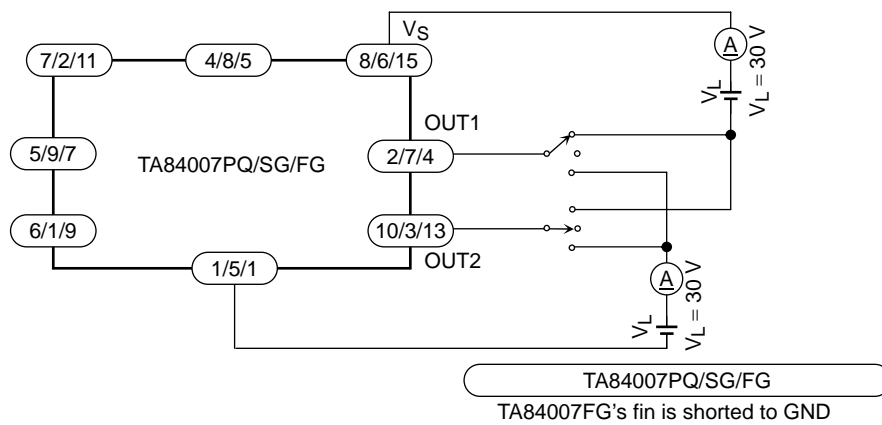 VS
A
7/2/11
4/8/5
8/6/15
VL
VL = 30 V
OUT1
5/9/7
TA84007PQ/SG/FG
2/7/4
6/1/9
10/3/13
1/5/1
OUT2
A
VL
VL = 30 V
TA84007PQ/SG/FG
TA84007FG's fin is shorted to GND